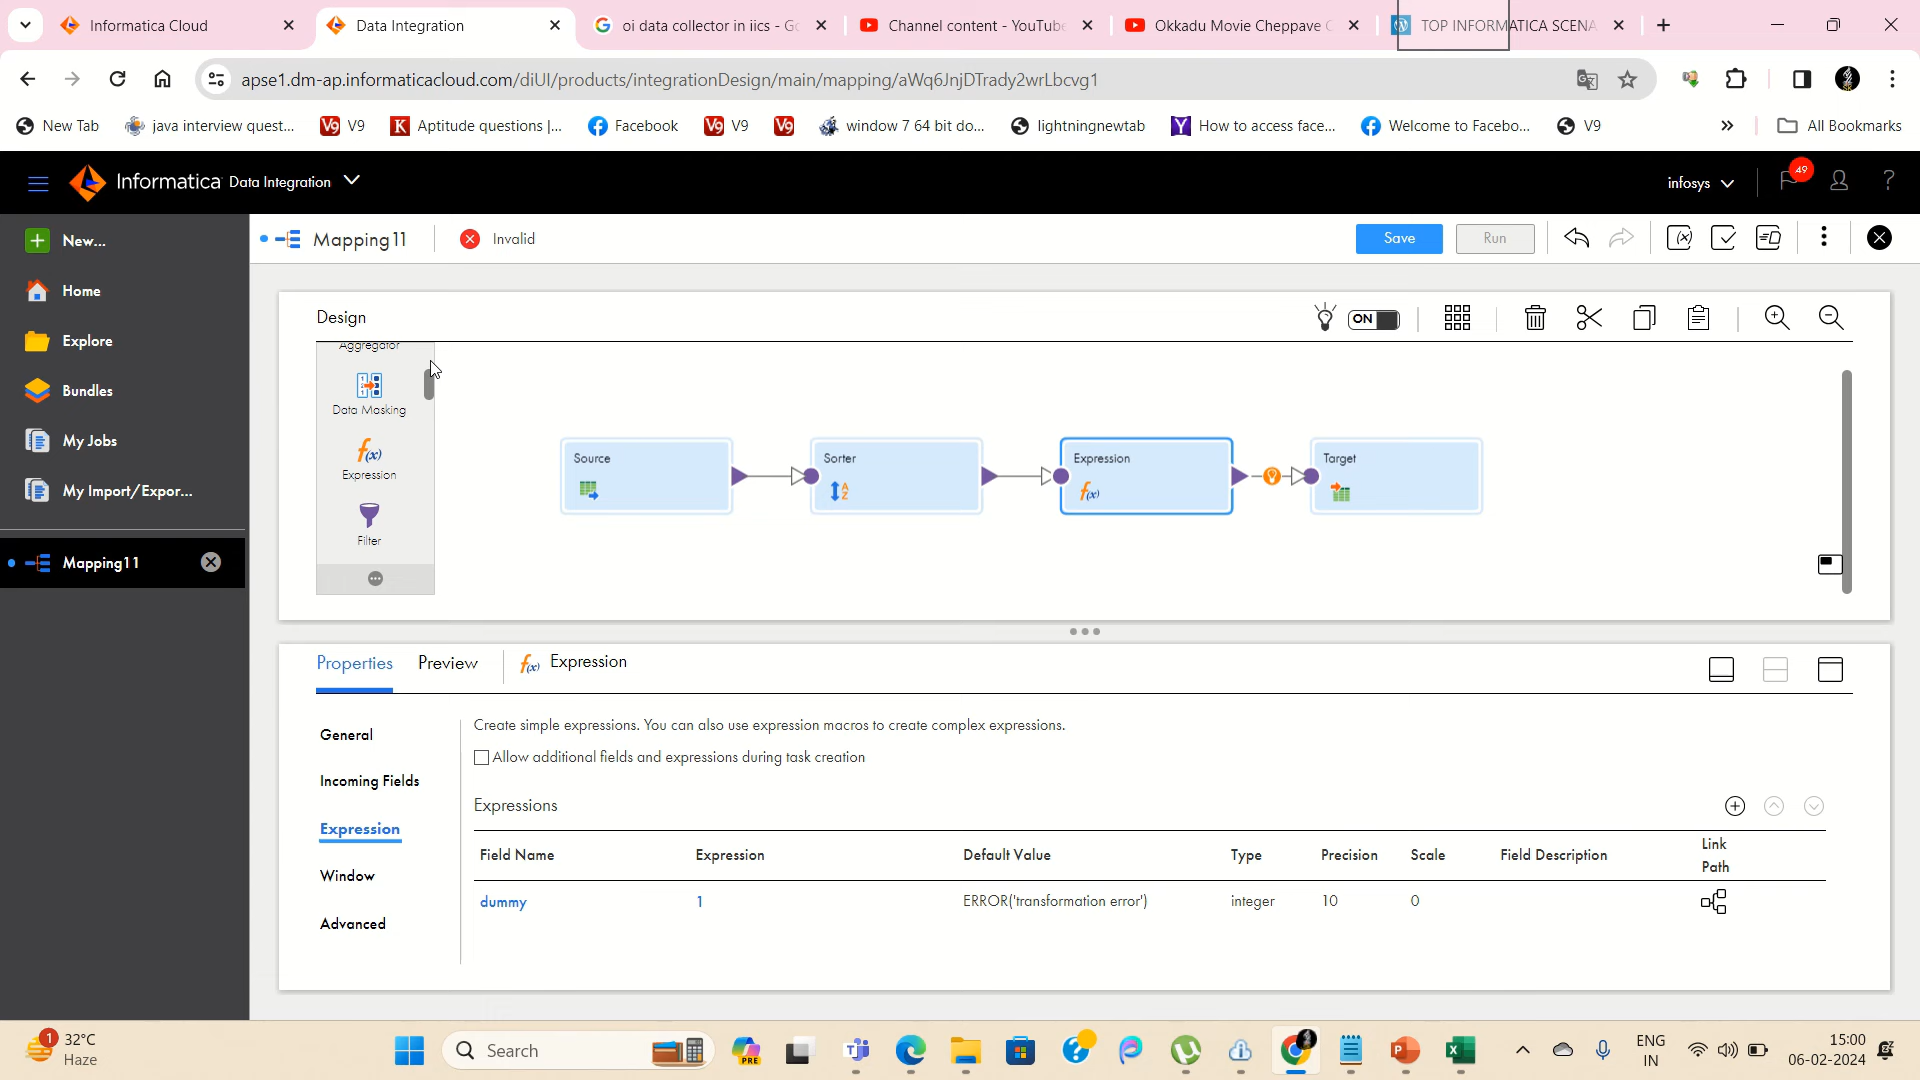 Informatica Cloud
Data Integration
oi data collector in iics - Go
Channel content - YouTube
Okkadu Movie Cheppave C
TOP INFORMATICA SCENA
apse1.dm-ap.informaticacloud.com/diUI/products/integrationDesign/main/mapping/aWq6JnjDTrady2wrLbcvg1
New Tab
java interview quest...
V9
Aptitude questions |...
Facebook
V9
window 7 64 bit do...
lightningnewtab
How to access face...
Welcome to Facebo...
V9
All Bookmarks
Informatica Data Integration
infosys
49
New...
Home
Explore
Bundles
My Jobs
My Import/Expor...
Mapping11
Mapping11
Invalid
Save
Run
Design
ON
Aggregator
Data Masking
Expression
Filter
Source
Sorter
Expression
Target
Properties
Preview
Expression
General
Incoming Fields
Expression
Window
Advanced
Create simple expressions. You can also use expression macros to create complex expressions.
Allow additional fields and expressions during task creation
Expressions
Field Name Expression Default Value Type Precision Scale Field Description Link Path
dummy 1 ERROR('transformation error') integer 10 0
1
32°C
Haze
Search
PRE
ENG
IN
15:00
06-02-2024